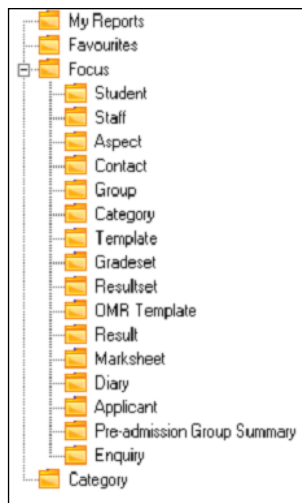 My Reports
Favourites
Focus
Student
Staff
Aspect
Contact
Group
Category
Template
Gradeset
Resultset
OMR Template
Result
Marksheet
Diary
Applicant
Pre-admission Group Summary
Enquiry
Category